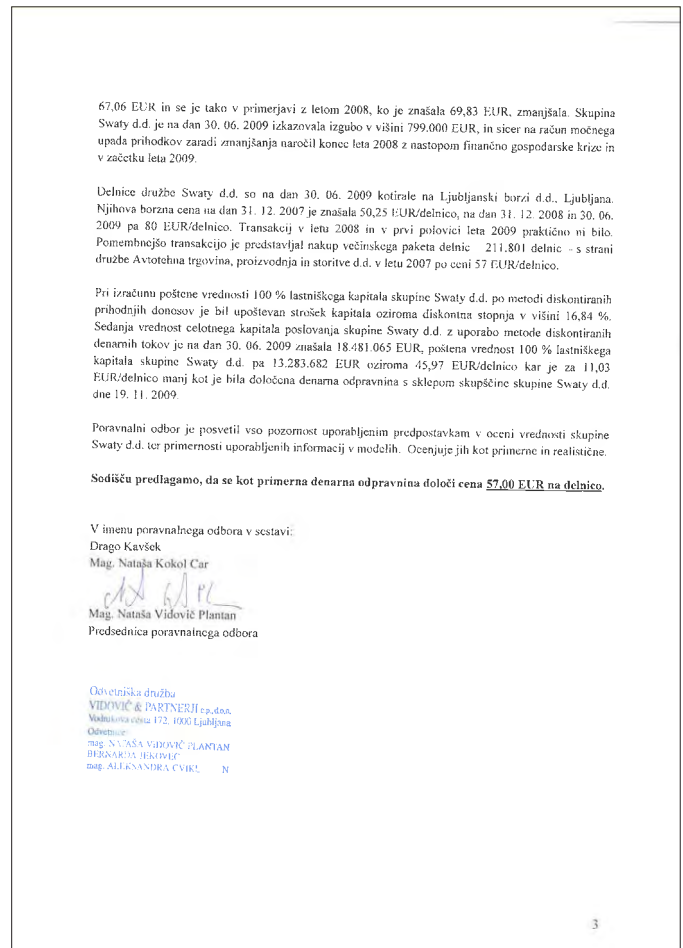 67,06 EUR in se je tako v primerjavi z letom 2008, ko je znašala 69,83 EUR, zmanjšala. Skupina
Swaty d.d. je na dan 30. 06. 2009 izkazovala izgubo v višini 799.000 EUR, in sicer na račun močnega
upada prihodkov zaradi zmanjšanja naročil konec leta 2008 z nastopom finančno gospodarske krize in
v začetku leta 2009.
Delnice družbe Swaty d.d. so na dan 30. 06. 2009 kotirale na Ljubljanski borzi d.d., Ljubljana.
Njihova borzna cena na dan 31. 12. 2007 je znašala 50,25 EUR/delnico, na dan 31. 12. 2008 in 30. 06.
2009 pa 80 EUR/delnico. Transakcij v letu 2008 in v prvi polovici leta 2009 praktično ni bilo.
Pomembnejšo transakcijo je predstavljal nakup večinskega paketa delnic 211.801 delnic - s strani
družbe Avtotehna trgovina, proizvodnja in storitve d.d. v letu 2007 po ceni 57 EUR/delnico.
Pri izračunu poštene vrednosti 100 % lastniškega kapitala skupine Swaty d.d. po metodi diskontiranih
prihodnjih donosov je bil upoštevan strošek kapitala oziroma diskontna stopnja v višini 16,84 %.
Sedanja vrednost celotnega kapitala poslovanja skupine Swaty d.d. z uporabo metode diskontiranih
denarnih tokov je na dan 30. 06. 2009 znašala 18.481.065 EUR, poštena vrednost 100 % lastniškega
kapitala skupine Swaty d.d. pa 13.283.682 EUR oziroma 45,97 EUR/delnico kar je za 11,03
EUR/delnico manj kot je bila določena denarna odpravnina s sklepom skupščine skupine Swaty d.d.
dne 19. 11. 2009.
Poravnalni odbor je posvetil vso pozornost uporabljenim predpostavkam v oceni vrednosti skupine
Swaty d.d. ter primernosti uporabljenih informacij v modelih. Ocenjuje jih kot primerne in realistične.
Sodišču predlagamo, da se kot primerna denarna odpravnina določi cena 57,00 EUR na delnico.
V imenu poravnalnega odbora v sestavi:
Drago Kavšek
Mag. Nataša Kokol Car
Mag. Nataša Vidovič Plantan
Predsednica poravnalnega odbora
Odvetniška družba
VIDOVIČ & PARTNERJI o.p.,d.o.o.
Vodnikova cesta 172, 1000 Ljubljana
Odvetnice:
mag. NATAŠA VIDOVIČ PLANTAN
BERNARDA JEKOVEC
mag. ALEKSANDRA CVIKL N
3